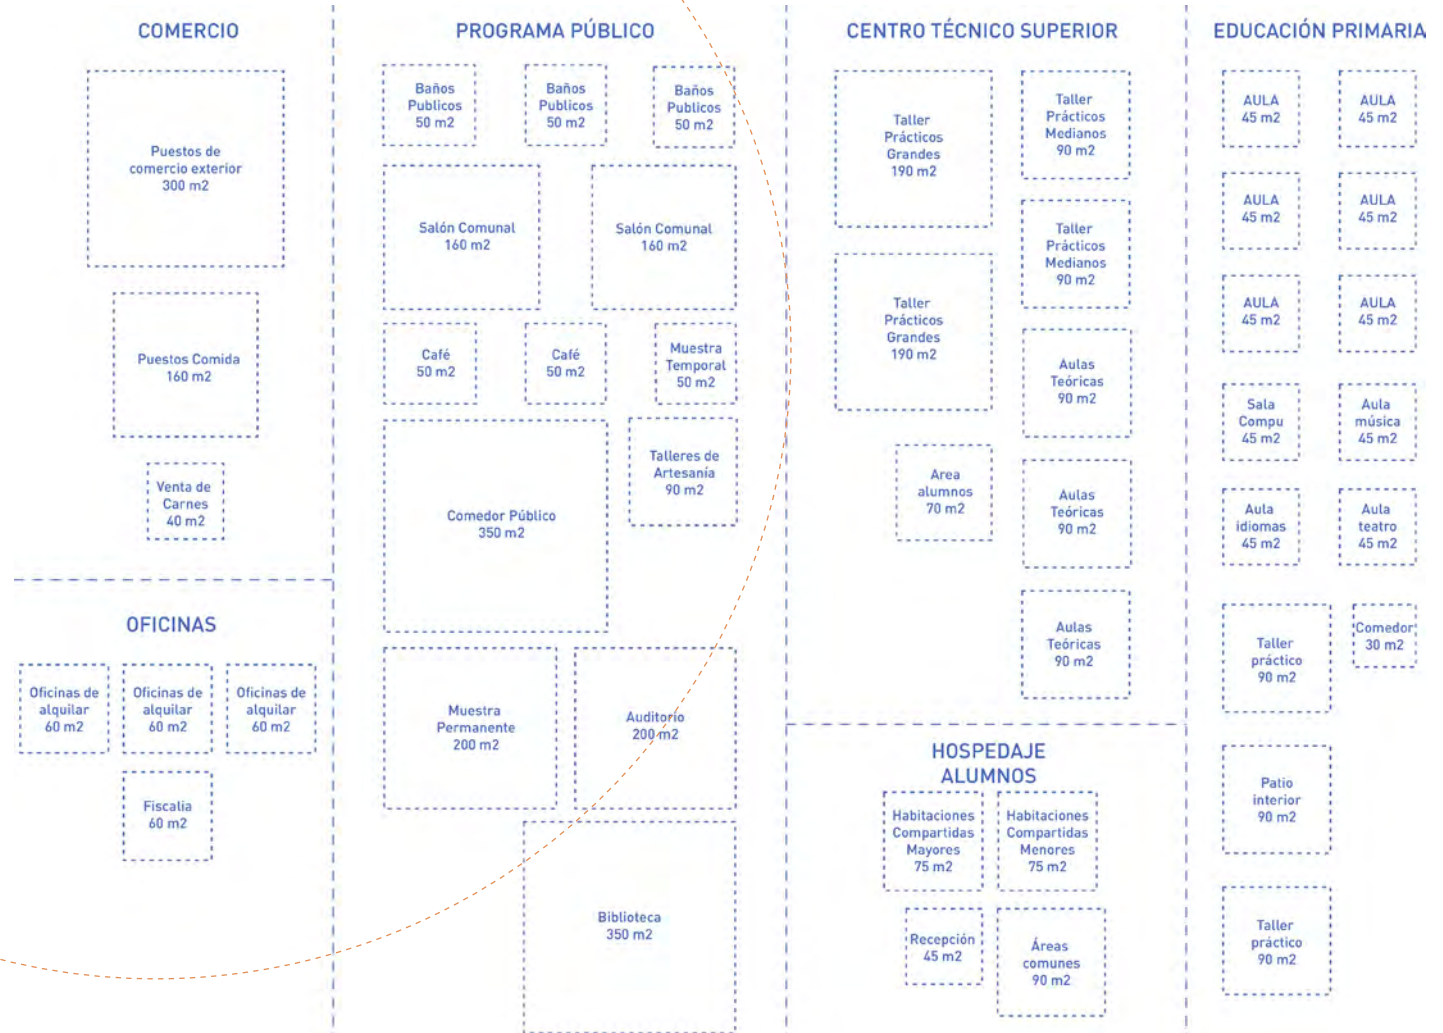 COMERCIO
Puestos de
comercio exterior
300 m2
Puestos Comida
160 m2
Venta de
Carnes
40 m2
OFICINAS
Oficinas de
alquilar
60 m2
Oficinas de
alquilar
60 m2
Oficinas de
alquilar
60 m2
Fiscalia
60 m2
PROGRAMA PÚBLICO
Baños
Publicos
50 m2
Baños
Publicos
50 m2
Baños
Publicos
50 m2
Salón Comunal
160 m2
Salón Comunal
160 m2
Café
50 m2
Café
50 m2
Muestra
Temporal
50 m2
Comedor Público
350 m2
Talleres de
Artesanía
90 m2
Muestra
Permanente
200 m2
Auditorio
200 m2
Biblioteca
350 m2
CENTRO TÉCNICO SUPERIOR
Taller
Prácticos
Grandes
190 m2
Taller
Prácticos
Medianos
90 m2
Taller
Prácticos
Medianos
90 m2
Taller
Prácticos
Grandes
190 m2
Aulas
Teóricas
90 m2
Area
alumnos
70 m2
Aulas
Teóricas
90 m2
Aulas
Teóricas
90 m2
HOSPEDAJE
ALUMNOS
Habitaciones
Compartidas
Mayores
75 m2
Habitaciones
Compartidas
Menores
75 m2
Recepción
45 m2
Áreas
comunes
90 m2
EDUCACIÓN PRIMARIA
AULA
45 m2
AULA
45 m2
AULA
45 m2
AULA
45 m2
AULA
45 m2
AULA
45 m2
Sala
Compu
45 m2
Aula
música
45 m2
Aula
idiomas
45 m2
Aula
teatro
45 m2
Taller
práctico
90 m2
Comedor
30 m2
Patio
interior
90 m2
Taller
práctico
90 m2